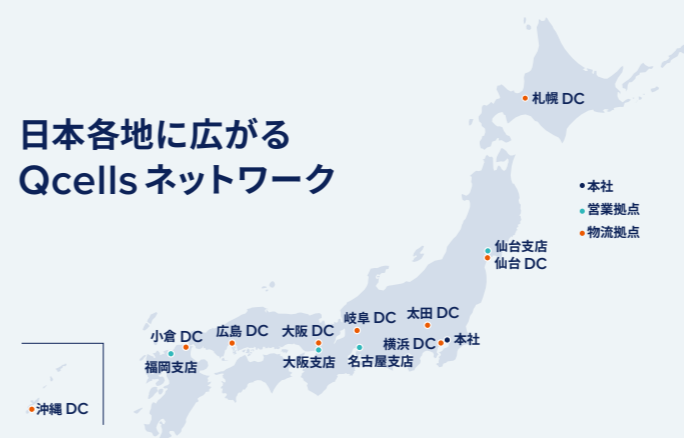 日本各地に広がる
Qcells ネットワーク
札幌 DC
本社
営業拠点
物流拠点
仙台支店
仙台 DC
岐阜 DC
太田 DC
小倉 DC
広島 DC
大阪 DC
横浜 DC
本社
福岡支店
大阪支店
名古屋支店
沖縄 DC